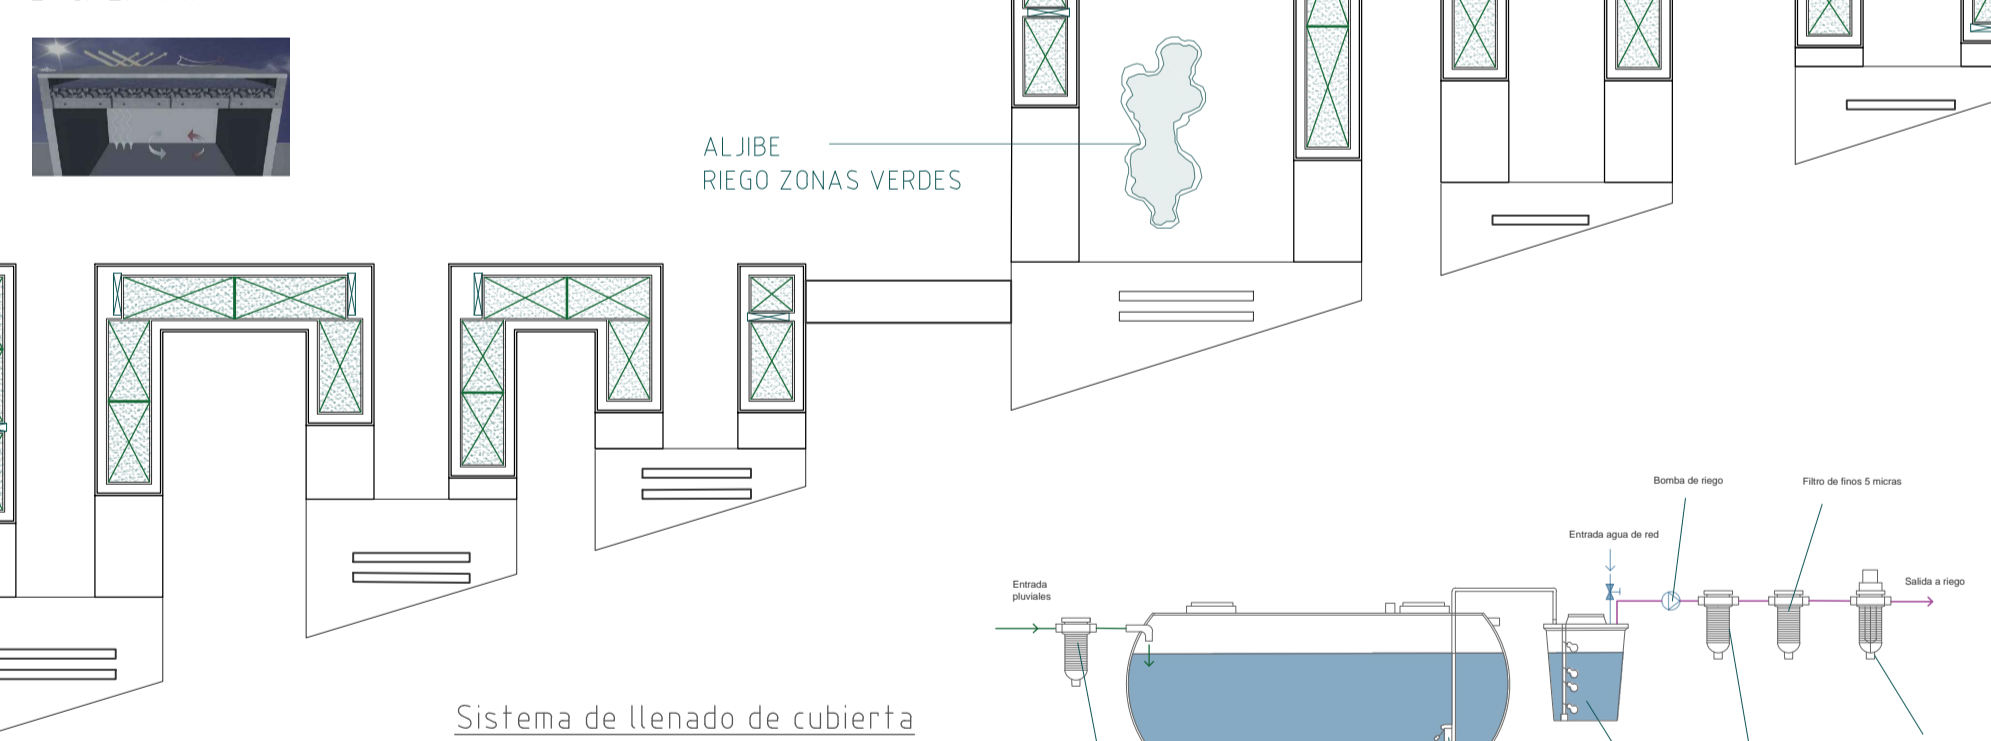 ALJIBE
RIEGO ZONAS VERDES
Bomba de riego
Filtro de finos 5 micras
Entrada agua de red
Entrada
pluviales
Salida a riego
Sistema de llenado de cubierta